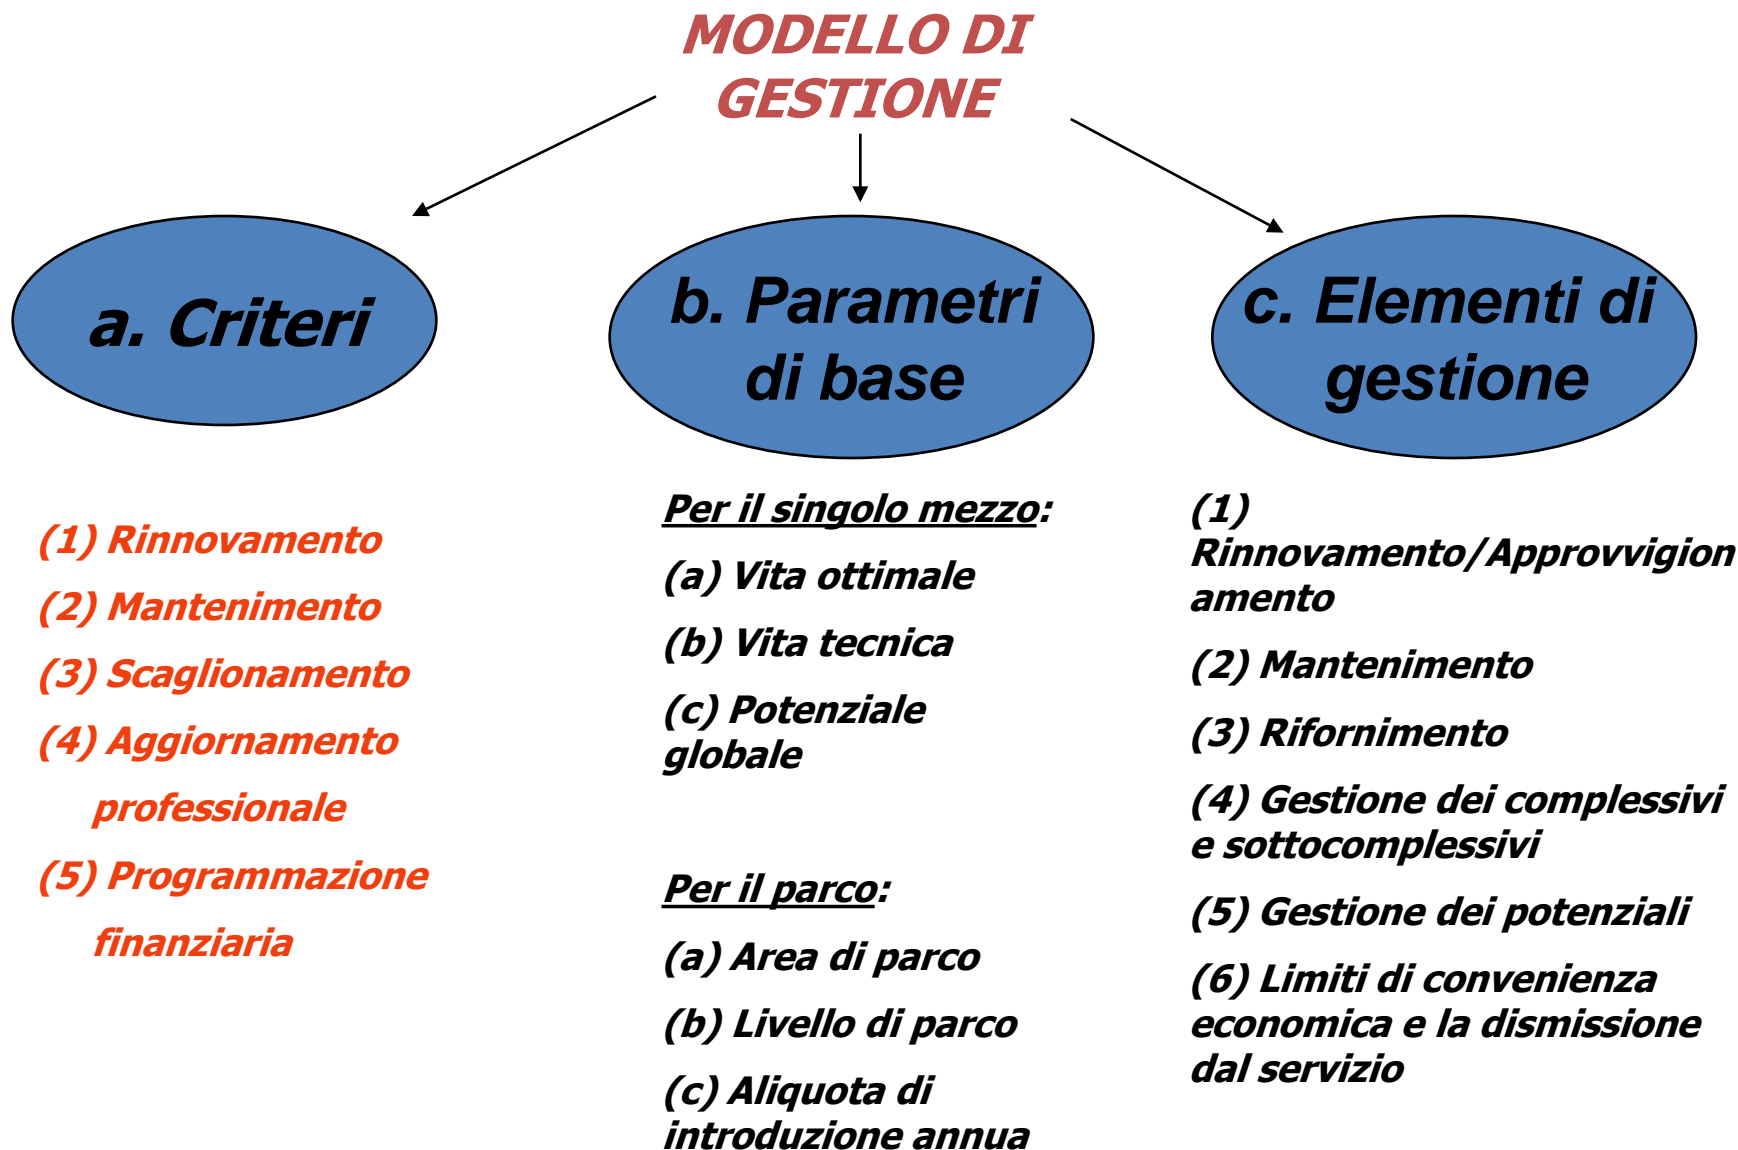 MODELLO DI
GESTIONE
a. Criteri
b. Parametri
di base
c. Elementi di
gestione
(1) Rinnovamento
(2) Mantenimento
(3) Scaglionamento
(4) Aggiornamento
professionale
(5) Programmazione
finanziaria
Per il singolo mezzo:
(a) Vita ottimale
(b) Vita tecnica
(c) Potenziale
globale
Per il parco:
(a) Area di parco
(b) Livello di parco
(c) Aliquota di
introduzione annua
(1)
Rinnovamento/Approvvigion
amento
(2) Mantenimento
(3) Rifornimento
(4) Gestione dei complessivi
e sottocomplessivi
(5) Gestione dei potenziali
(6) Limiti di convenienza
economica e la dismissione
dal servizio